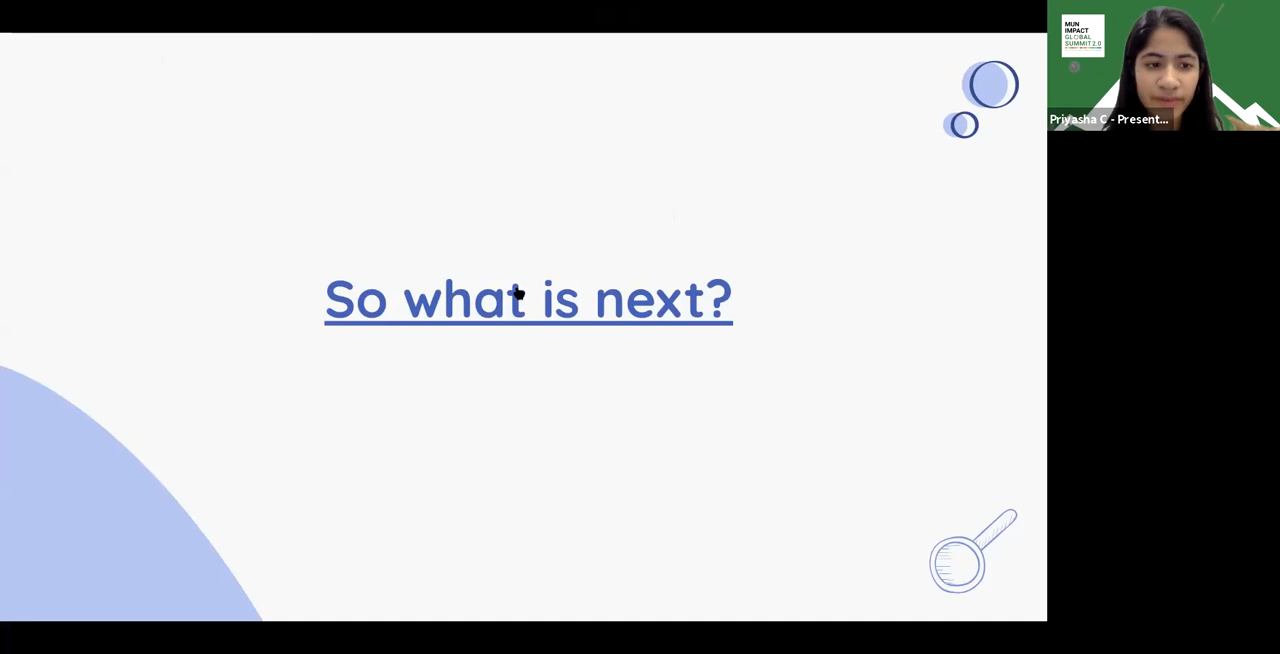 So what is next?
MUN
IMPACT
GLOBAL
SUMMIT 2.0
Priyasha C - Present...